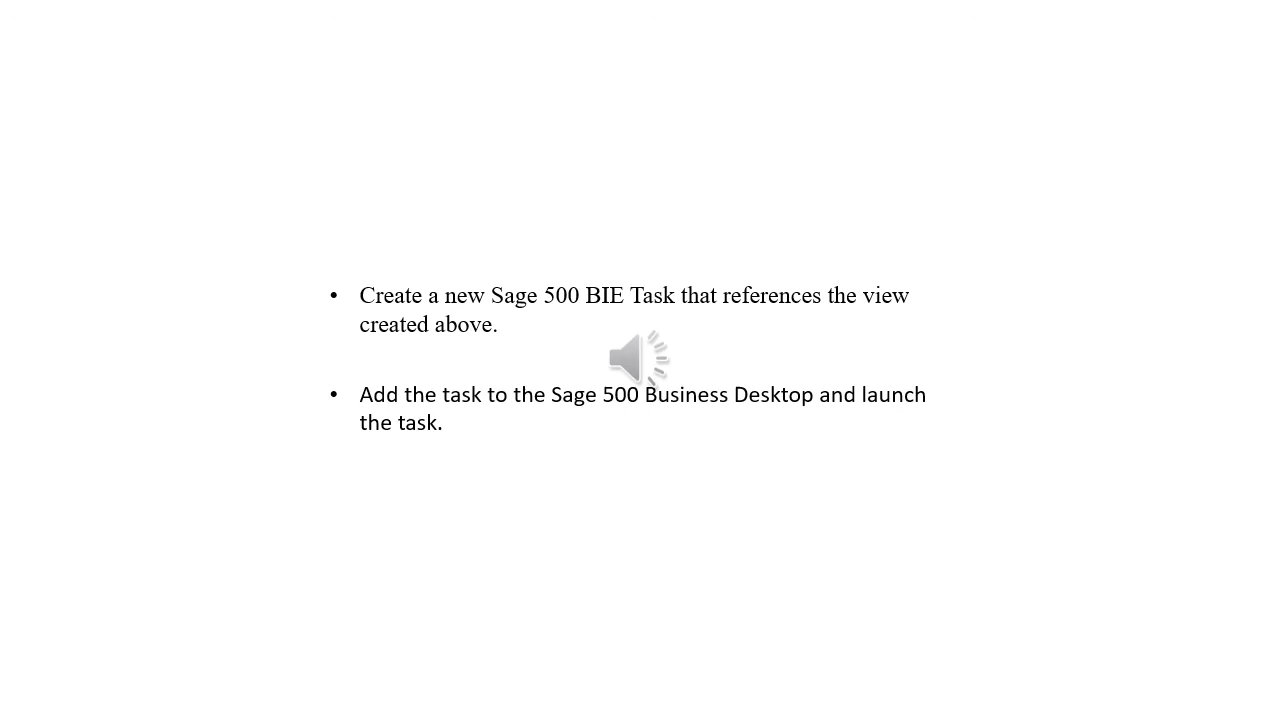 • Create a new Sage 500 BIE Task that references the view
created above.
• Add the task to the Sage 500 Business Desktop and launch
the task.